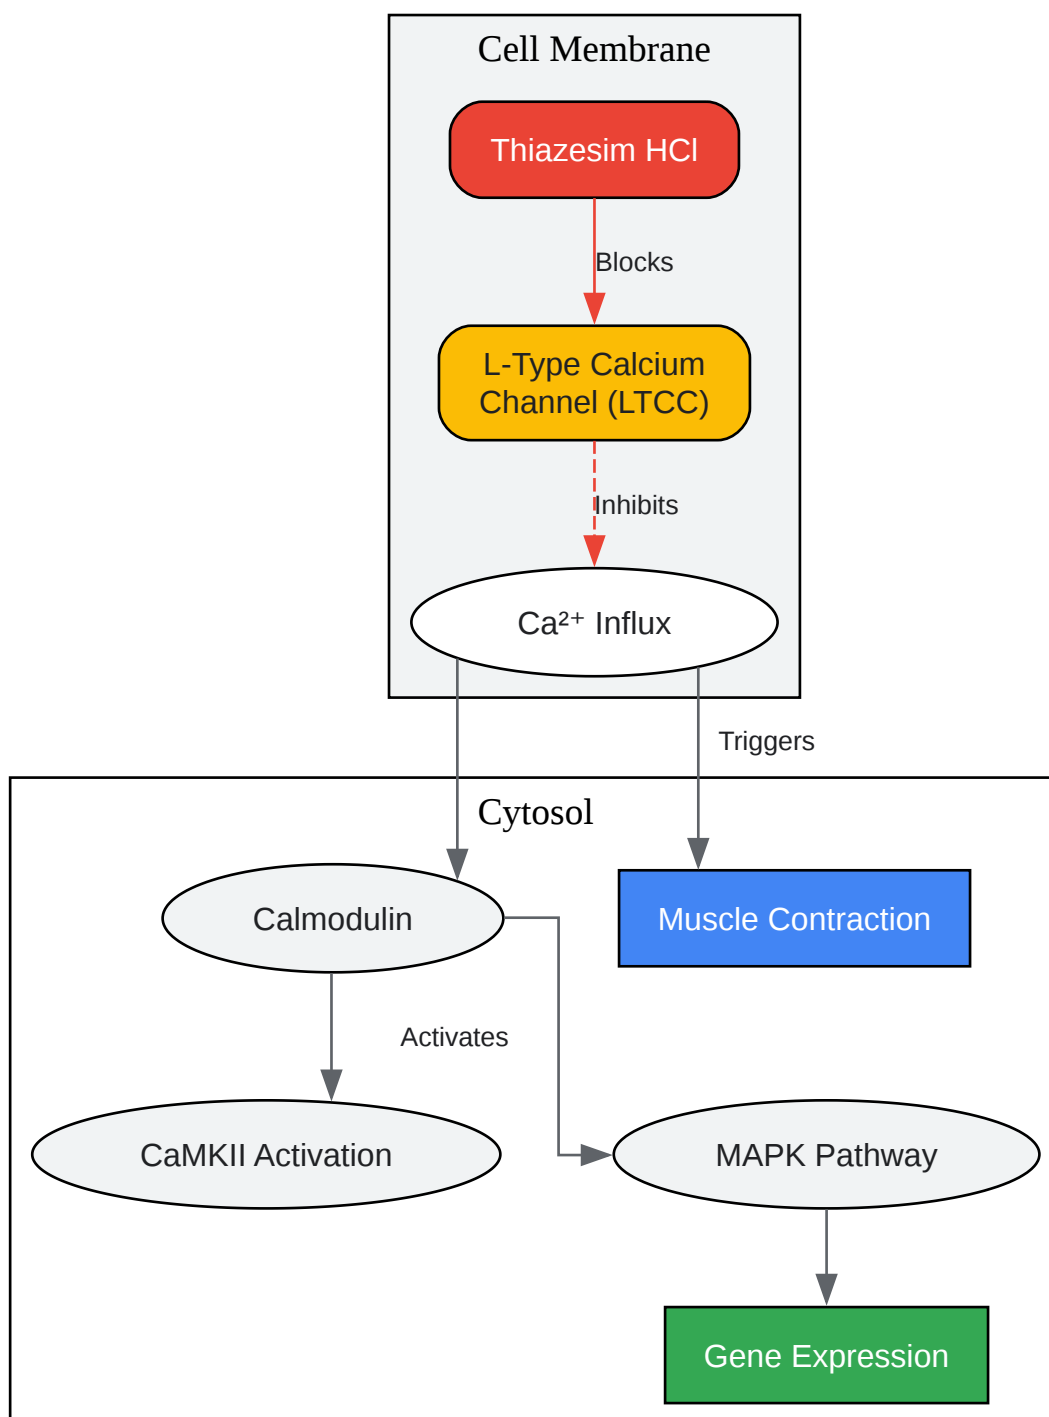 Cell Membrane
Thiazesim HCl
Blocks
L-Type Calcium
Channel (LTCC)
Inhibits
Ca²⁺ Influx
Triggers
Cytosol
Calmodulin
Muscle Contraction
Activates
CaMKII Activation
MAPK Pathway
Gene Expression